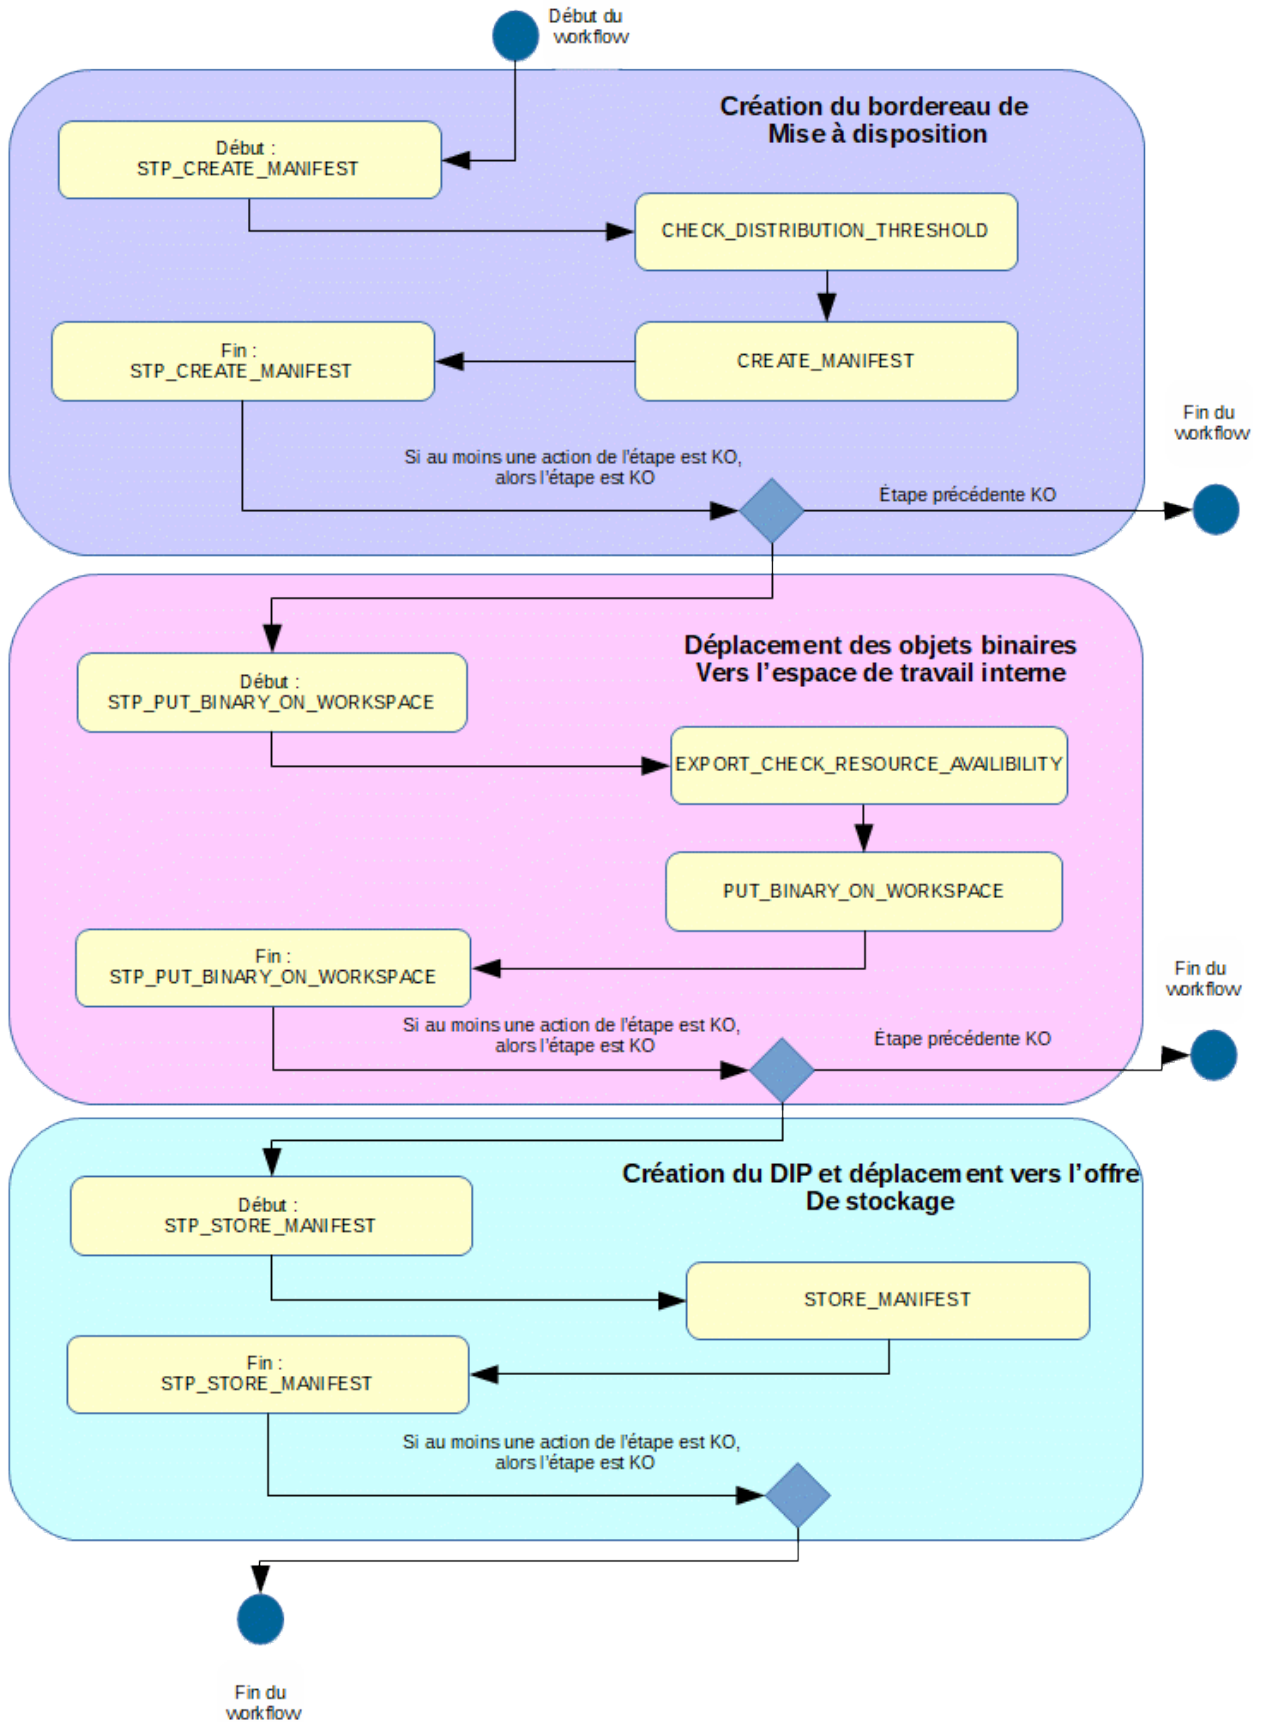 Début du
workflow
Création du bordereau de
Mise à disposition
Début :
STP_CREATE_MANIFEST
CHECK_DISTRIBUTION_THRESHOLD
Fin :
STP_CREATE_MANIFEST
CREATE_MANIFEST
Fin du
workflow
Si au moins une action de l'étape est KO,
alors l'étape est KO
Étape précédente KO
Déplacement des objets binaires
Vers l'espace de travail interne
Début :
STP_PUT_BINARY_ON_WORKSPACE
EXPORT_CHECK_RESOURCE_AVAILIBILITY
PUT_BINARY_ON_WORKSPACE
Fin :
STP_PUT_BINARY_ON_WORKSPACE
Fin du
workflow
Si au moins une action de l'étape est KO,
alors l'étape est KO
Étape précédente KO
Création du DIP et déplacement vers l'offre
De stockage
Début :
STP_STORE_MANIFEST
STORE_MANIFEST
Fin :
STP_STORE_MANIFEST
Si au moins une action de l'étape est KO,
alors l'étape est KO
Fin du
workflow